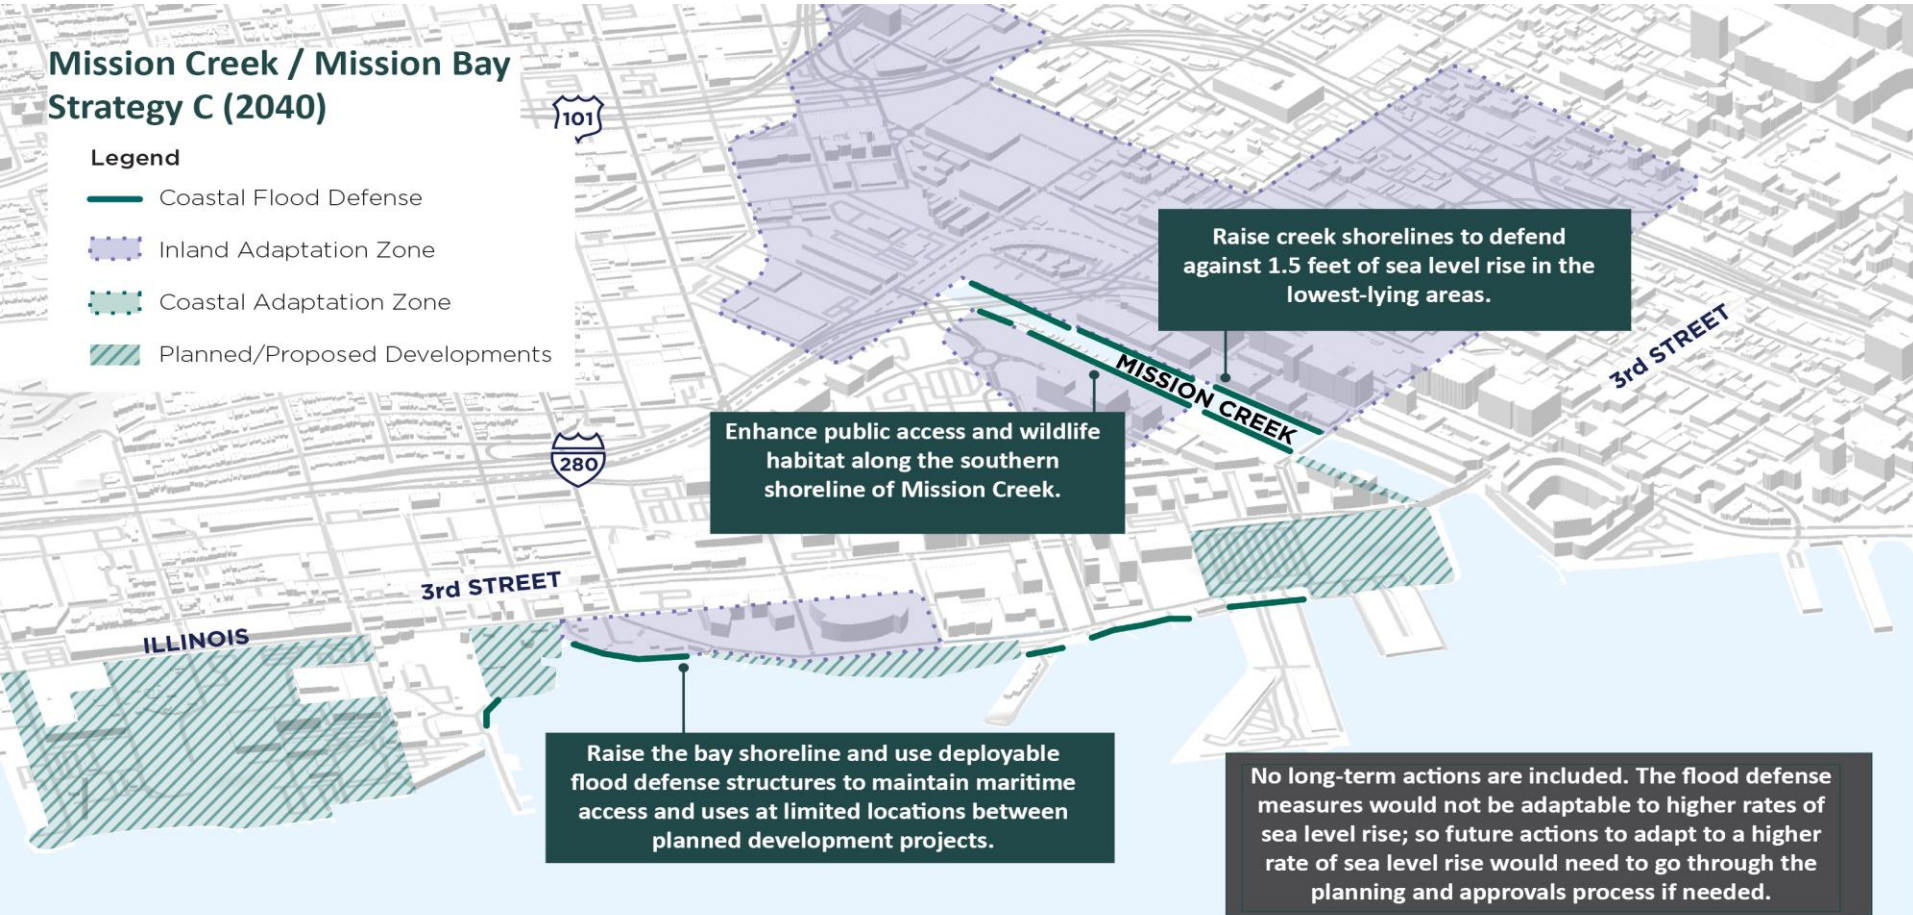 Mission Creek / Mission Bay
Strategy C (2040)
Legend
Coastal Flood Defense
Inland Adaptation Zone
Coastal Adaptation Zone
Planned/Proposed Developments
101
Raise creek shorelines to defend
against 1.5 feet of sea level rise in the
lowest-lying areas.
3rd STREET
MISSION CREEK
Enhance public access and wildlife
habitat along the southern
shoreline of Mission Creek.
280
3rd STREET
ILLINOIS
Raise the bay shoreline and use deployable
flood defense structures to maintain maritime
access and uses at limited locations between
planned development projects.
No long-term actions are included. The flood defense
measures would not be adaptable to higher rates of
sea level rise; so future actions to adapt to a higher
rate of sea level rise would need to go through the
planning and approvals process if needed.